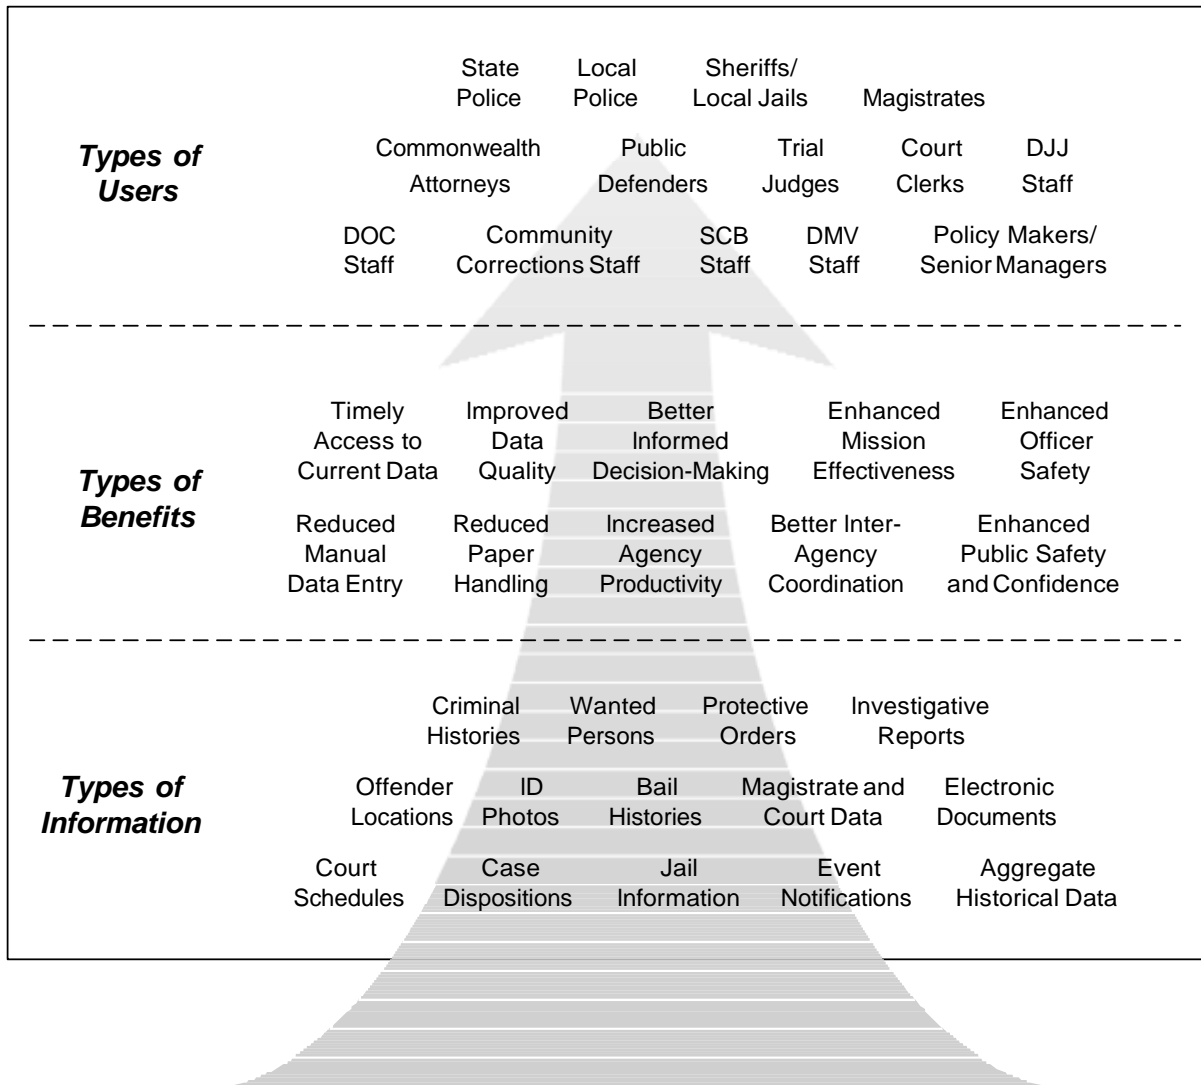 State Local Sheriffs/
Police Police Local Jails Magistrates
Types of Users
Commonwealth Public Trial Court DJJ
Attorneys Defenders Judges Clerks Staff
DOC Community SCB DMV Policy Makers/
Staff Corrections Staff Staff Staff Senior Managers
Timely Improved Better Enhanced Enhanced
Access to Data Informed Mission Officer
Current Data Quality Decision-Making Effectiveness Safety
Types of Benefits
Reduced Reduced Increased Better Inter- Enhanced
Manual Paper Agency Agency Public Safety
Data Entry Handling Productivity Coordination and Confidence
Criminal Wanted Protective Investigative
Histories Persons Orders Reports
Types of Information
Offender ID Bail Magistrate and Electronic
Locations Photos Histories Court Data Documents
Court Case Jail Event Aggregate
Schedules Dispositions Information Notifications Historical Data